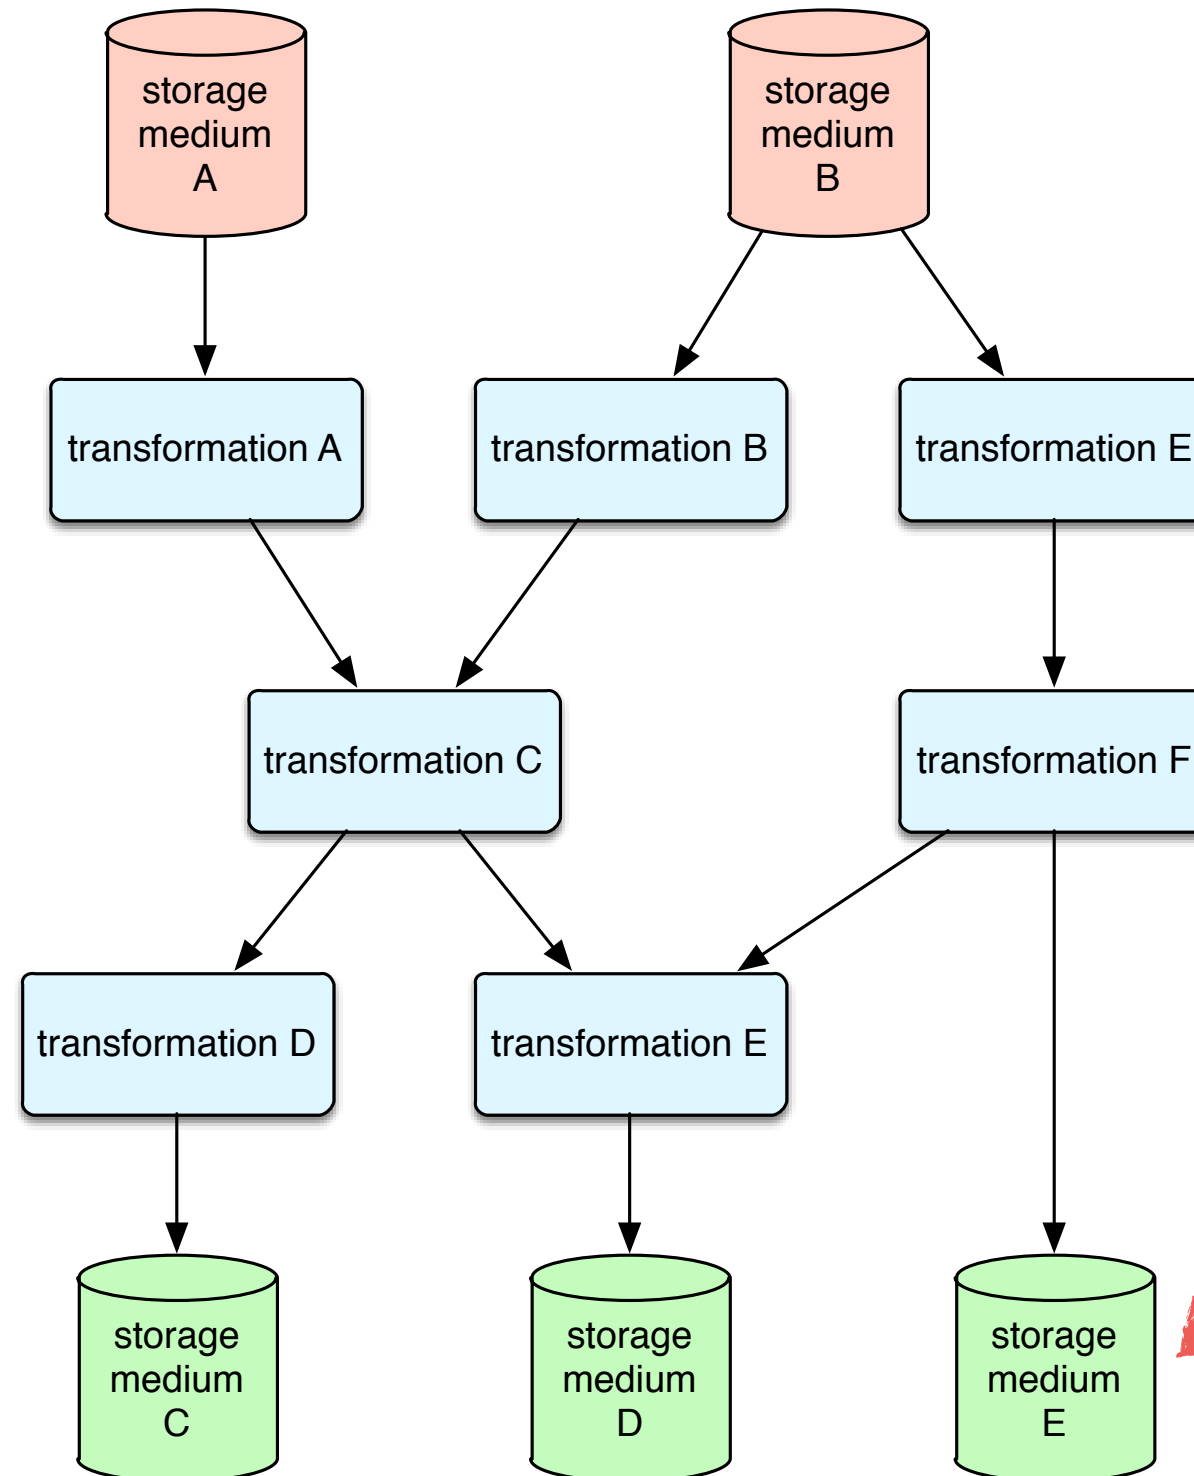 storage
medium
A
storage
medium
B
transformation A
transformation B
transformation E
transformation C
transformation F
transformation D
transformation E
storage
medium
C
storage
medium
D
storage
medium
E